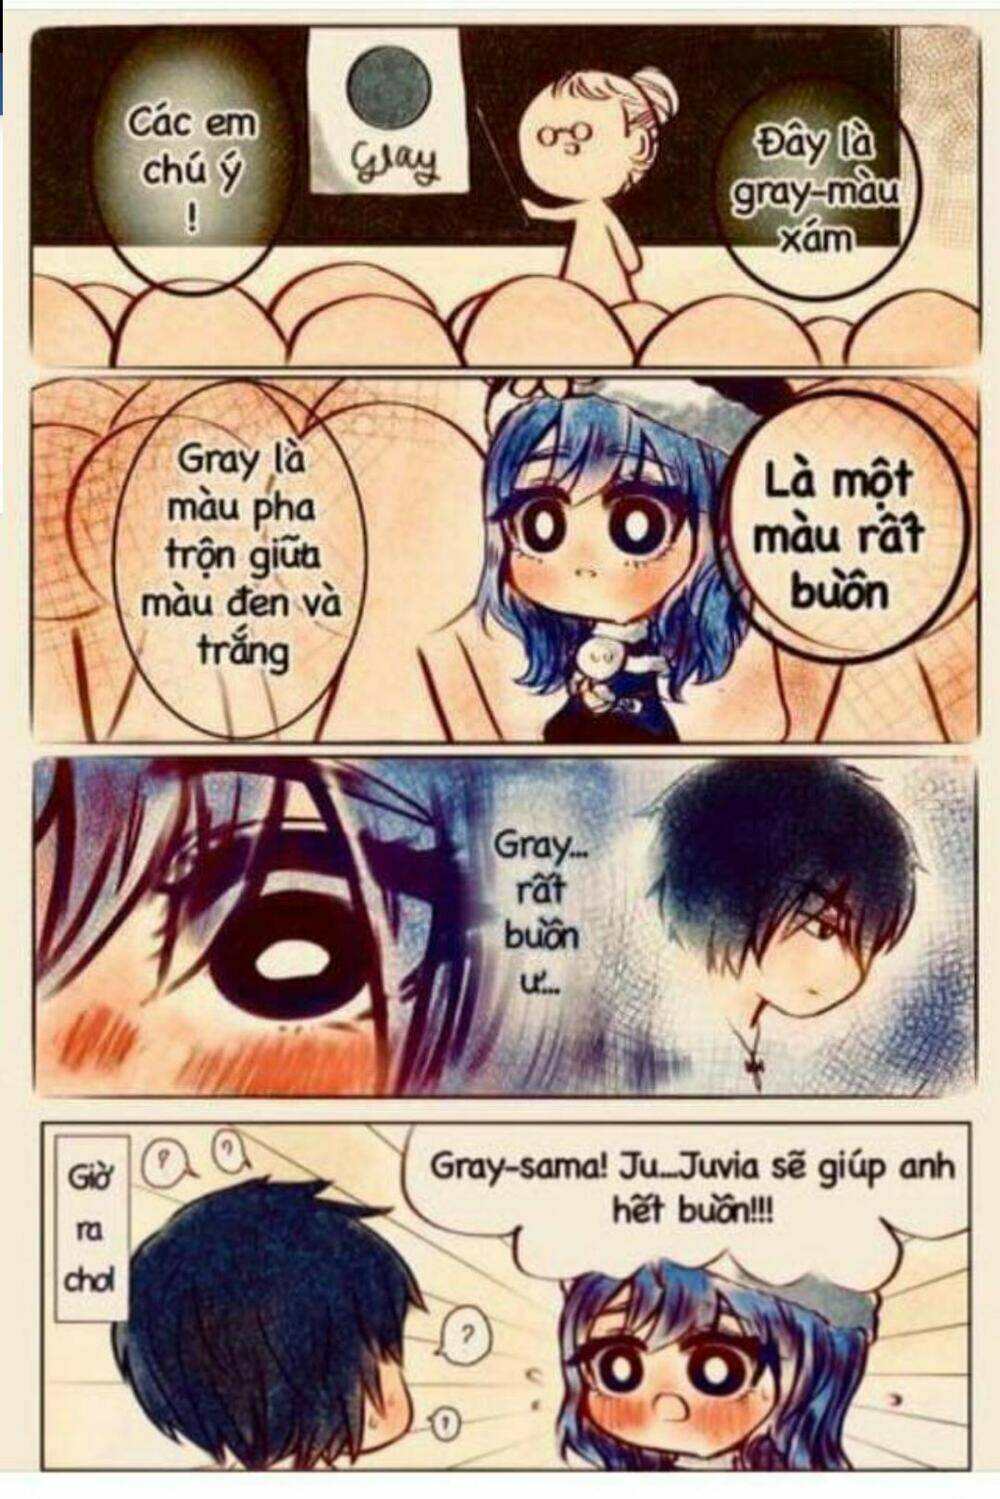 Các em
chú ý
!
Gray
Đây là
gray-màu
xám
Gray là
màu pha
trộn giữa
màu đen và
trắng
Là một
màu rất
buồn
Gray...
rất
buồn
ư...
Giờ
ra
chơi
?
?
Gray-sama! Ju...Juvia sẽ giúp anh
hết buồn!!!
?
?